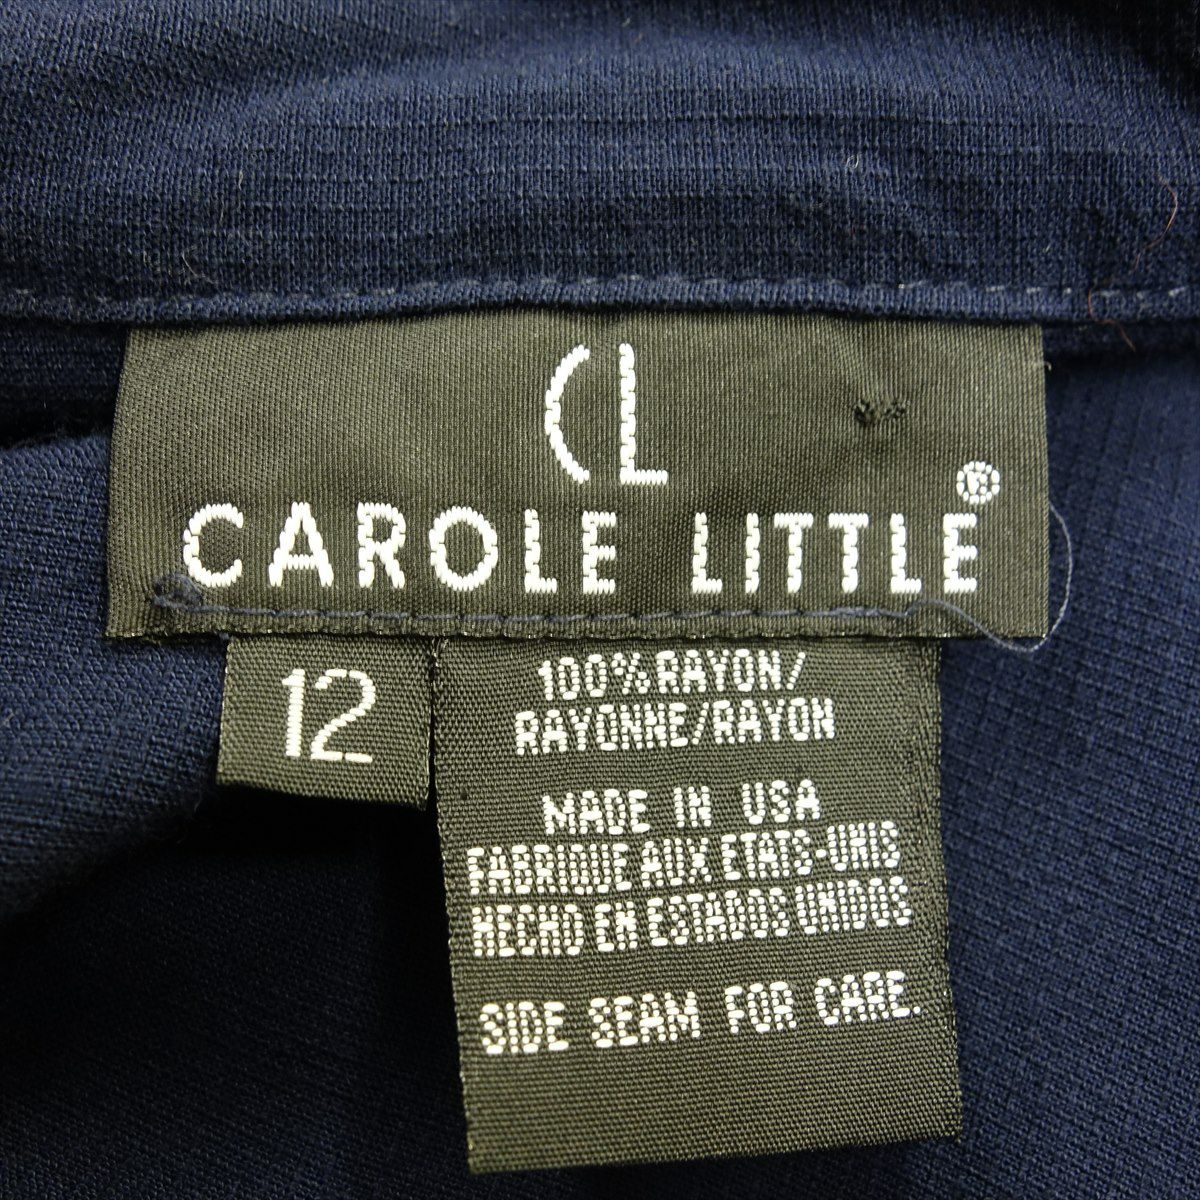 CL
CAROLE LITTLE®
12
100% RAYON/
RAYONNE/RAYON
MADE IN USA
FABRIQUE AUX ETATS-UNIS
HECHO EN ESTADOS UNIDOS
SIDE SEAM FOR CARE.